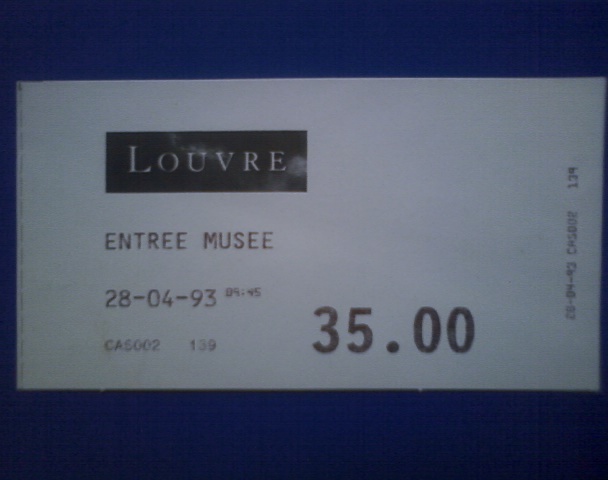 LOUVRE
ENTREE MUSEE
28-04-93 09:45
CAS002 139
35.00
28-04-93 CAS002 139